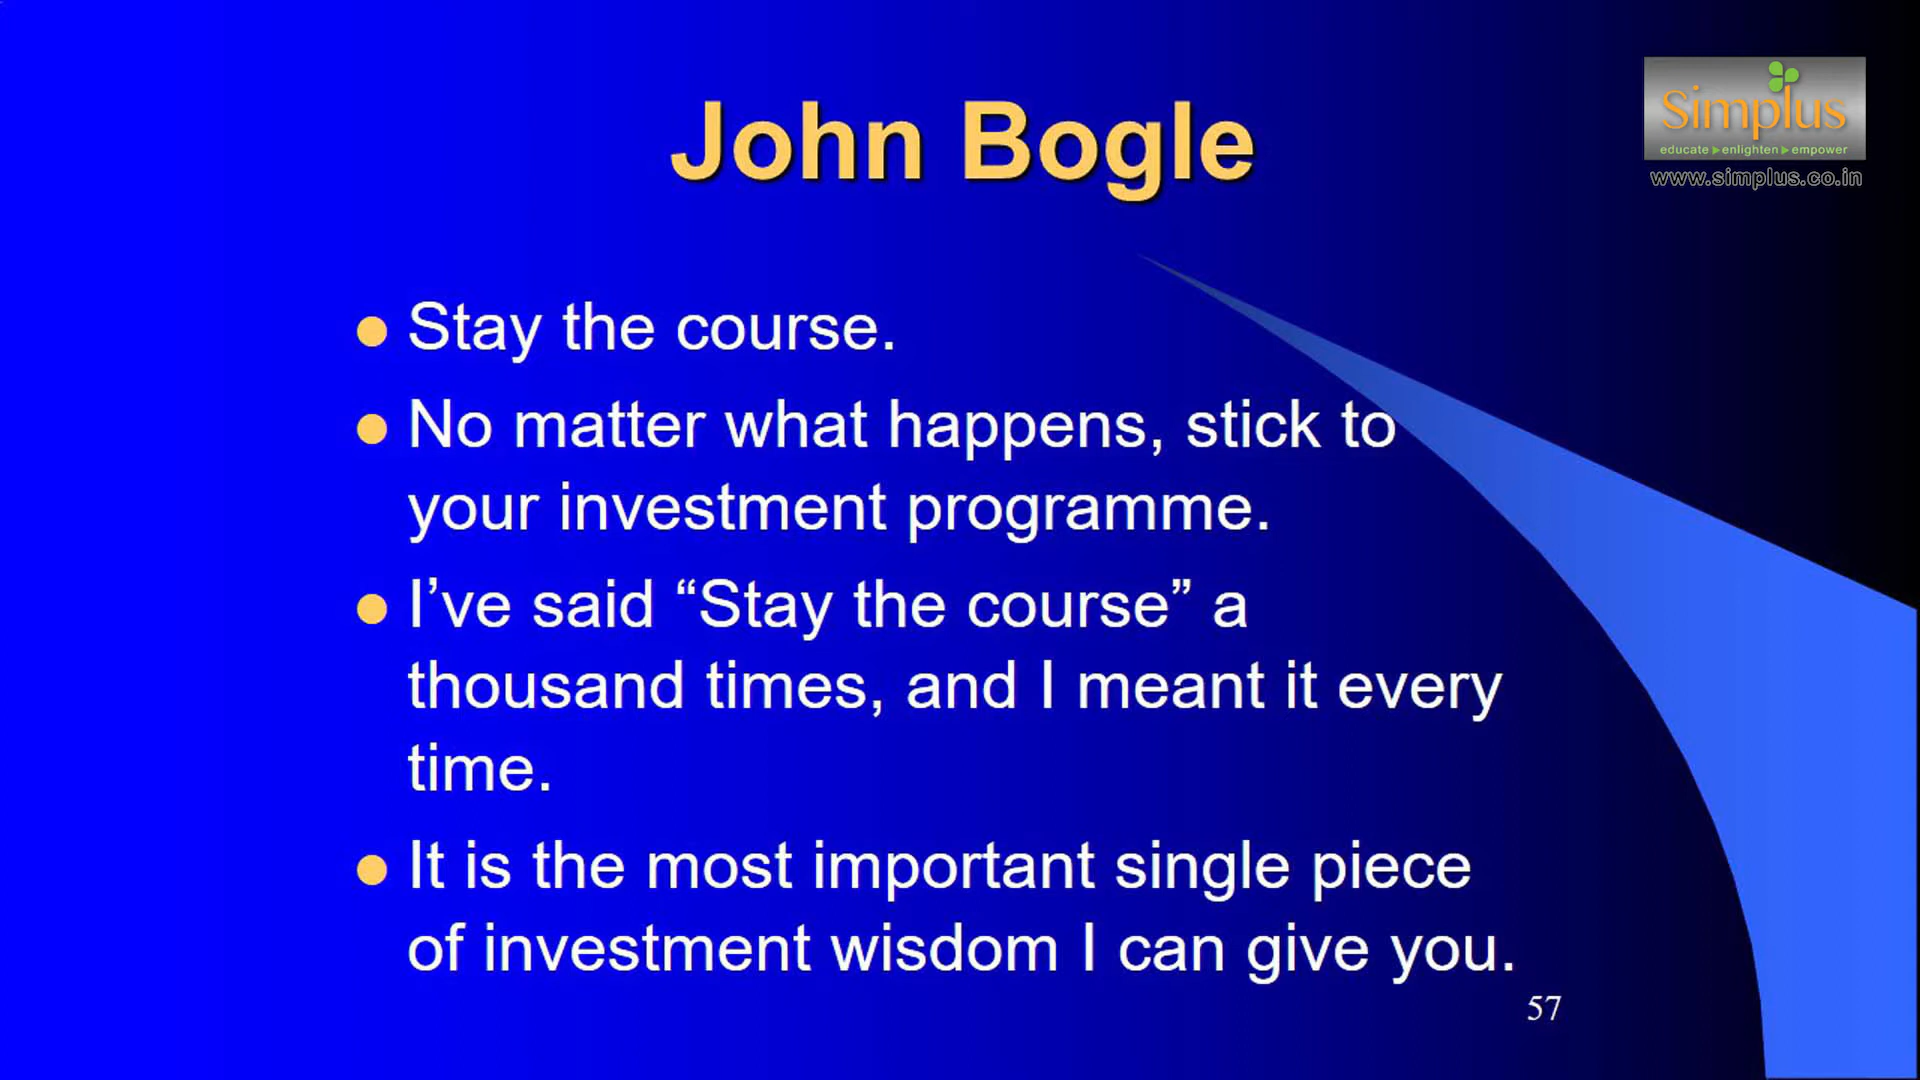 John Bogle
Simplus
educate ▶ enlighten ▶ empower
www.simplus.co.in
● Stay the course.
● No matter what happens, stick to
your investment programme.
● I’ve said “Stay the course” a
thousand times, and I meant it every
time.
● It is the most important single piece
of investment wisdom I can give you.
57